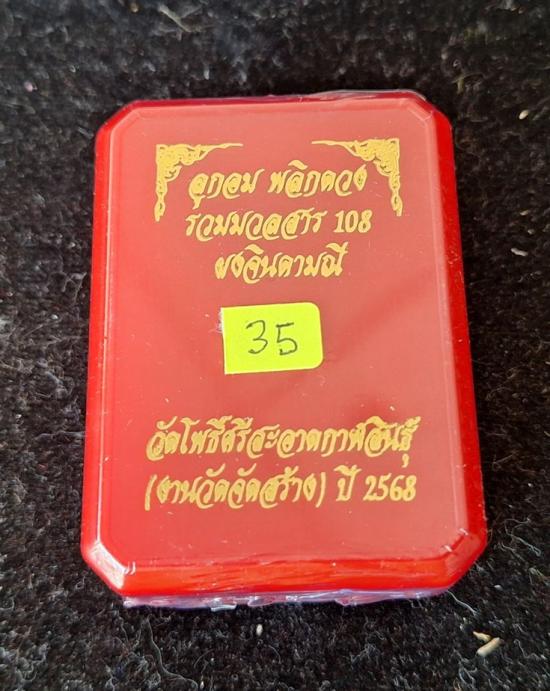 ลูกอม พลิกดวง
รวมมวลสาร 108
ผงจินดามณี
35
วัดโพธิ์ศรีสะอาดกาฬสินธุ์
(งานวัดจัดสร้าง) ปี 2568